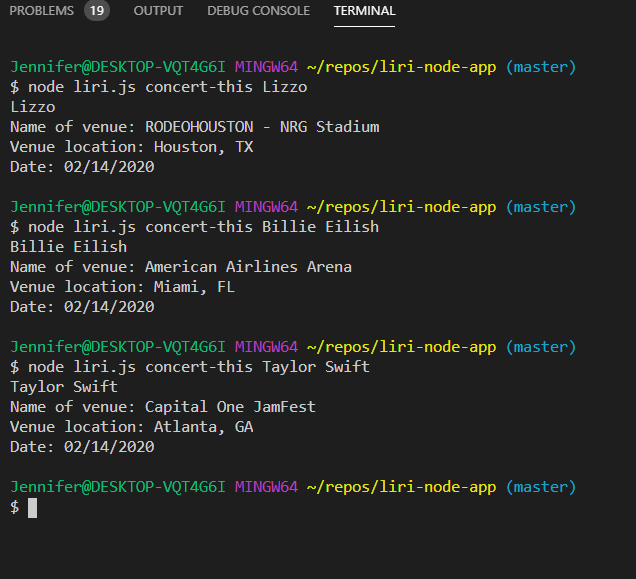 PROBLEMS 19 OUTPUT DEBUG CONSOLE TERMINAL
Jennifer@DESKTOP-VQT4G6I MINGW64 ~/repos/liri-node-app (master)
$ node liri.js concert-this Lizzo
Lizzo
Name of venue: RODEOHOUSTON - NRG Stadium
Venue location: Houston, TX
Date: 02/14/2020
Jennifer@DESKTOP-VQT4G6I MINGW64 ~/repos/liri-node-app (master)
$ node liri.js concert-this Billie Eilish
Billie Eilish
Name of venue: American Airlines Arena
Venue location: Miami, FL
Date: 02/14/2020
Jennifer@DESKTOP-VQT4G6I MINGW64 ~/repos/liri-node-app (master)
$ node liri.js concert-this Taylor Swift
Taylor Swift
Name of venue: Capital One JamFest
Venue location: Atlanta, GA
Date: 02/14/2020
Jennifer@DESKTOP-VQT4G6I MINGW64 ~/repos/liri-node-app (master)
$